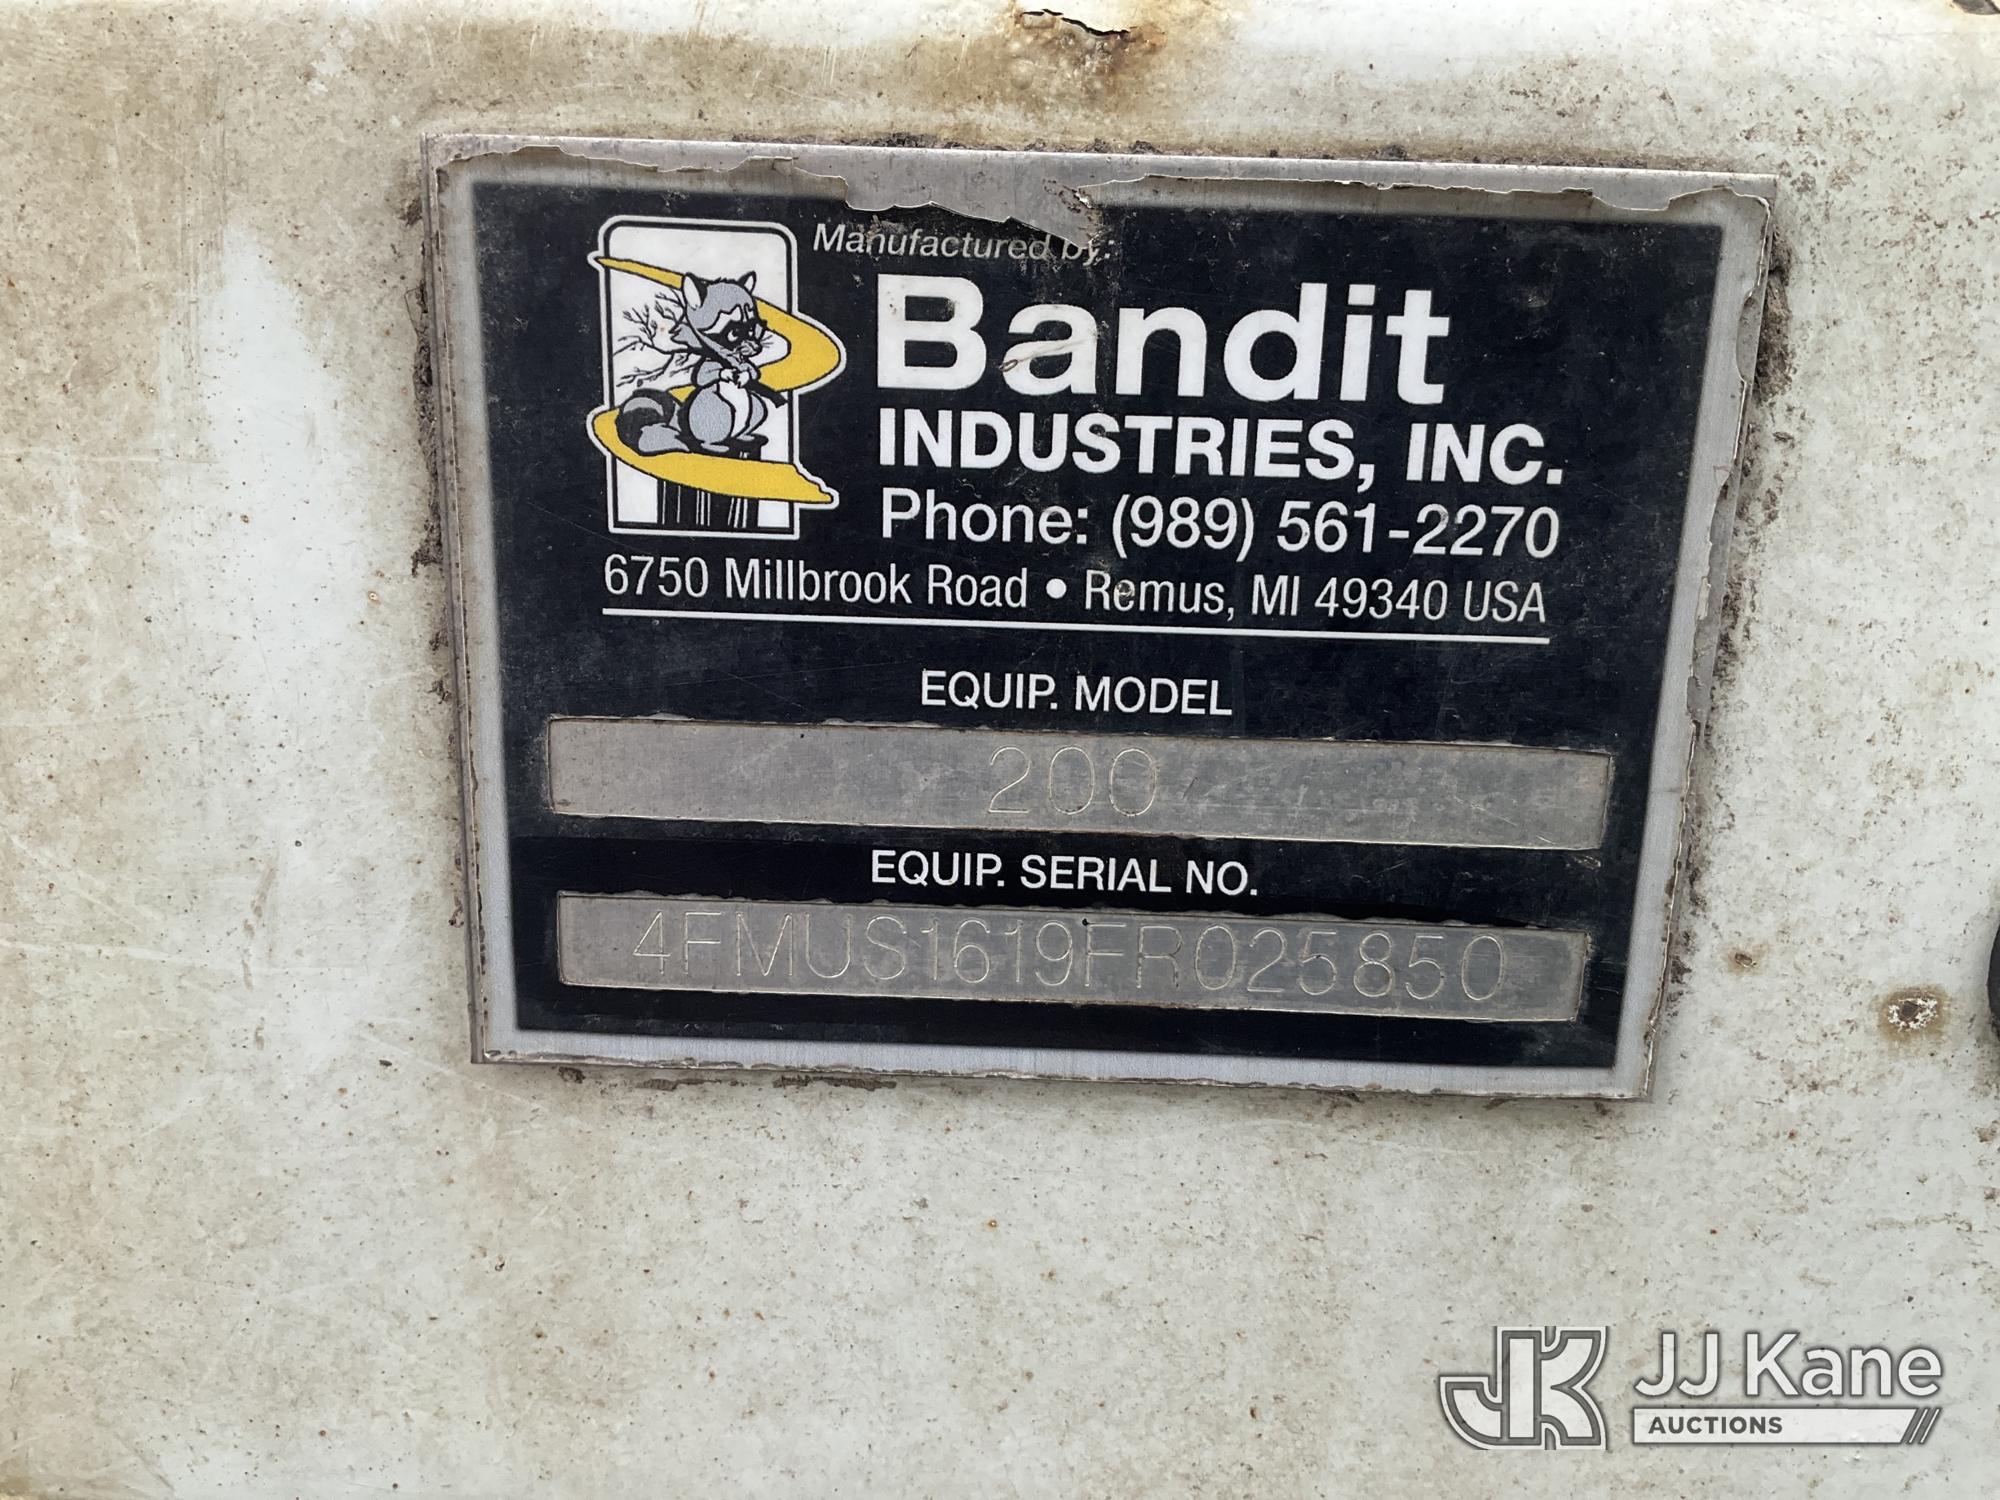 Manufactured by:
Bandit
INDUSTRIES, INC.
Phone: (989) 561-2270
6750 Millbrook Road • Remus, MI 49340 USA
EQUIP. MODEL
200
EQUIP. SERIAL NO.
4FMUS1619FR025850
JK JJ Kane
AUCTIONS